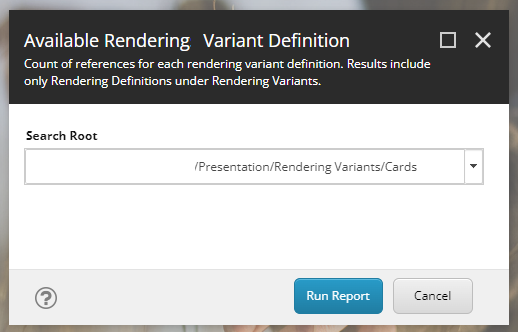 Available Rendering Variant Definition
Count of references for each rendering variant definition. Results include
only Rendering Definitions under Rendering Variants.
Search Root
/Presentation/Rendering Variants/Cards
?
Run Report
Cancel